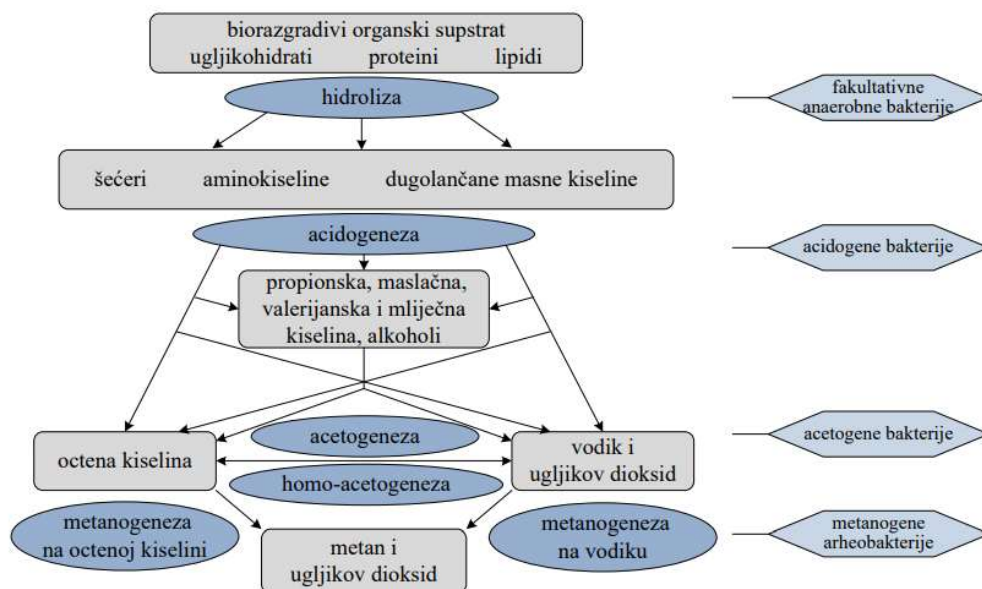 biorazgradivi organski supstrat
ugljikohidrati proteini lipidi
hidroliza
fakultativne
anaerobne bakterije
šećeri aminokiseline dugolančane masne kiseline
acidogeneza
acidogene bakterije
propionska, maslačna,
valerijanska i mliječna
kiselina, alkoholi
acetogeneza
octena kiselina
vodik i
ugljikov dioksid
acetogene bakterije
homo-acetogeneza
metanogeneza
na octenoj kiselini
metan i
ugljikov dioksid
metanogeneza
na vodiku
metanogene
arheobakterije